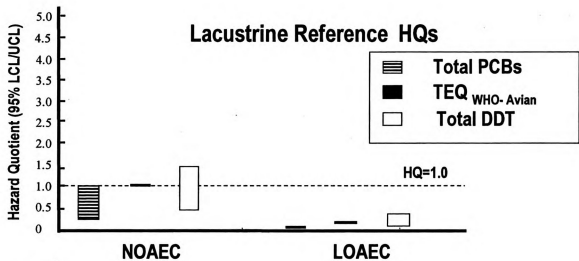 Lacustrine Reference HQs
Hazard Quotient (95% LCL/UCL)
5.0
4.5
4.0
3.5
3.0
2.5
2.0
1.5
1.0
0.5
0
Total PCBs
TEQ WHO- Avian
Total DDT
HQ=1.0
NOAEC
LOAEC